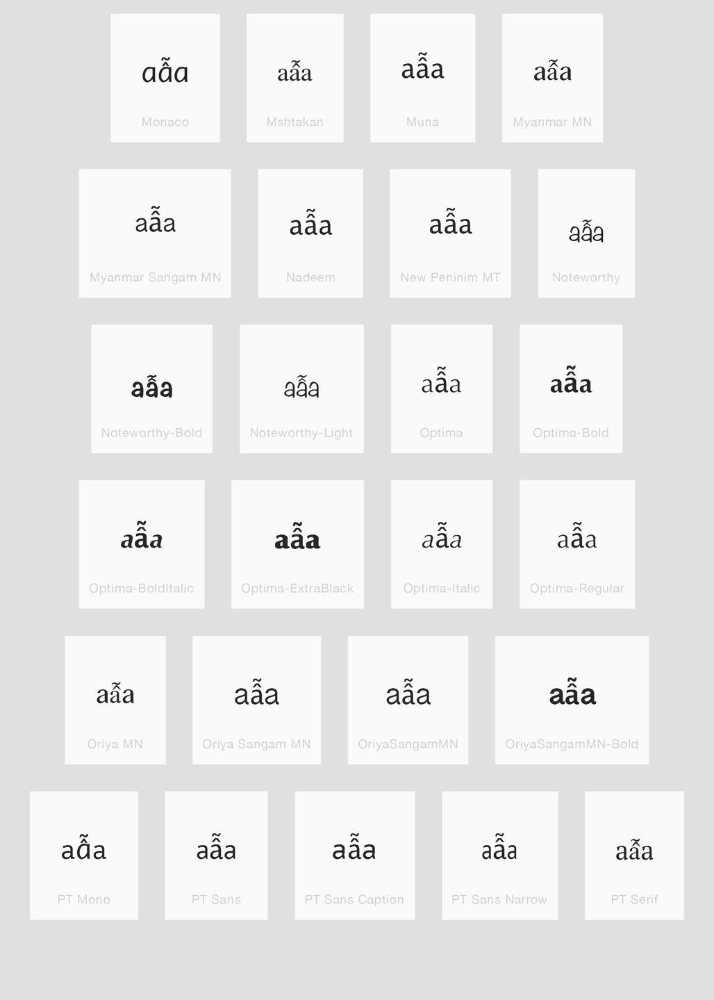 aẫa aẫa aẫa aẫa
Monaco Mshtakan Muna Myanmar MN
aẫa aẫa aẫa aẫa
Myanmar Sangam MN Nadeem New Peninim MT Noteworthy
aẫa aẫa aẫa aẫa
Noteworthy-Bold Noteworthy-Light Optima Optima-Bold
aẫa aẫa aẫa aẫa
Optima-BoldItalic Optima-ExtraBlack Optima-Italic Optima-Regular
aẫa aẫa aẫa aẫa
Oriya MN Oriya Sangam MN OriyaSangamMN OriyaSangamMN-Bold
aẫa aẫa aẫa aẫa aẫa
PT Mono PT Sans PT Sans Caption PT Sans Narrow PT Serif